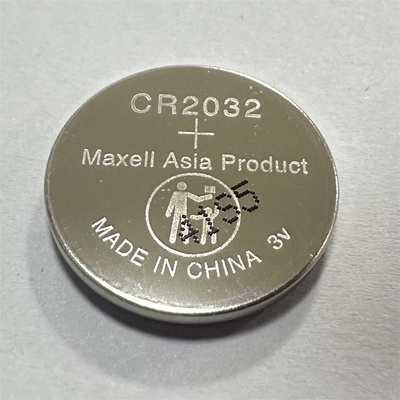 CR2032
+
Maxell Asia Product
MADE IN CHINA 3v